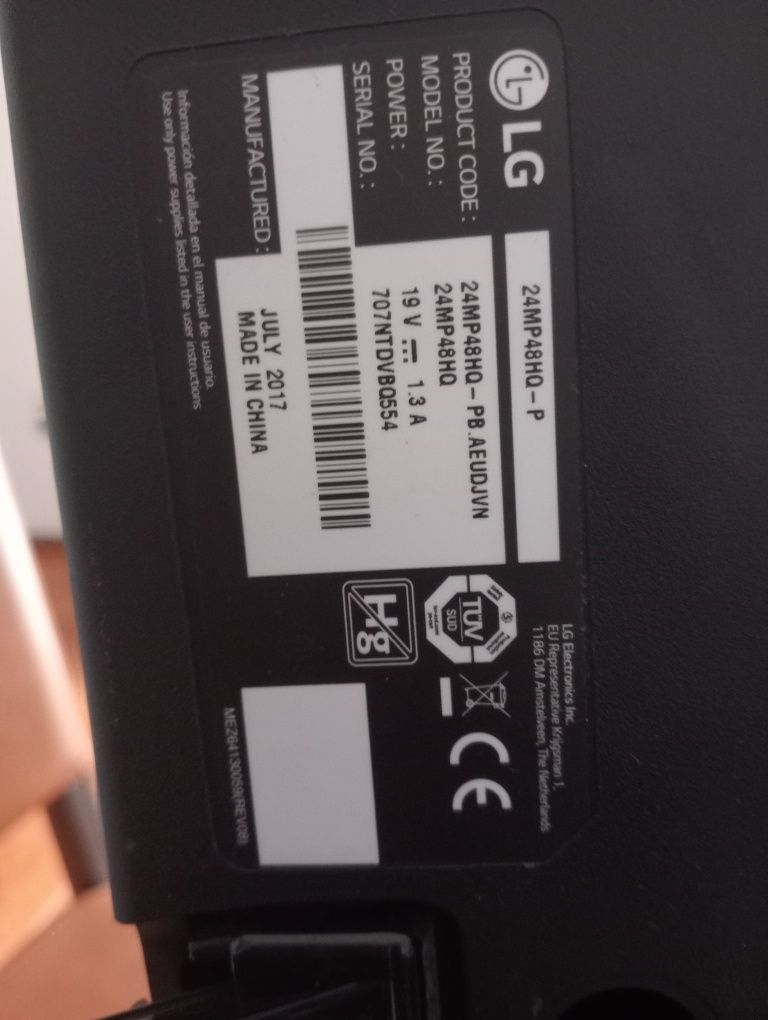 LG
24MP48HQ-P
PRODUCT CODE : 24MP48HQ-PB.AEUDJVN
MODEL NO. : 24MP48HQ
POWER : 19 V 1.3 A
SERIAL NO. : 707NTDVBQ554
MANUFACTURED : JULY 2017
MADE IN CHINA
Información detallada en el manual de usuario.
Use only power supplies listed in the user instructions
LG Electronics Inc.
EU Representative Krijgsman 1,
1186 DM Amstelveen, The Netherlands
TÜV
SÜD
CE
Hg
MEZ64130059(REV08)